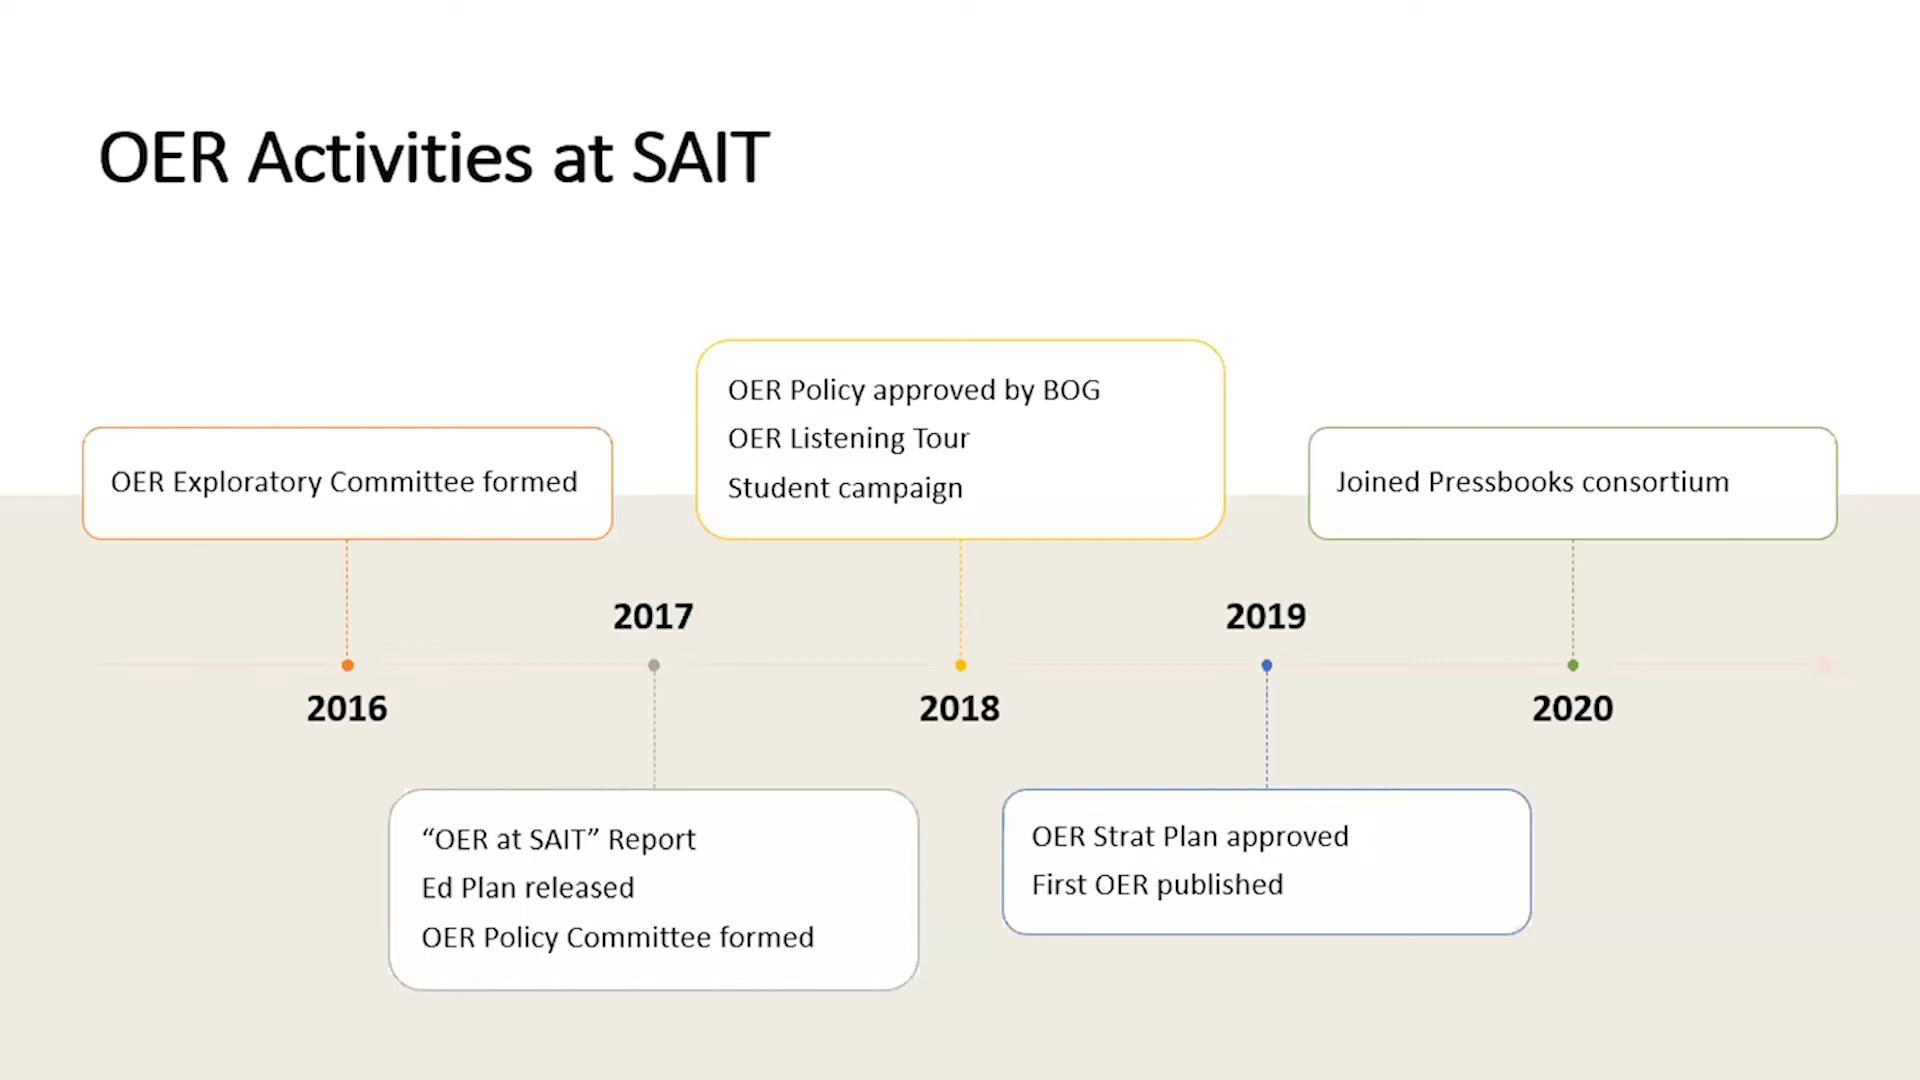 OER Activities at SAIT
OER Exploratory Committee formed
2016
2017
“OER at SAIT” Report
Ed Plan released
OER Policy Committee formed
OER Policy approved by BOG
OER Listening Tour
Student campaign
2018
2019
OER Strat Plan approved
First OER published
Joined Pressbooks consortium
2020